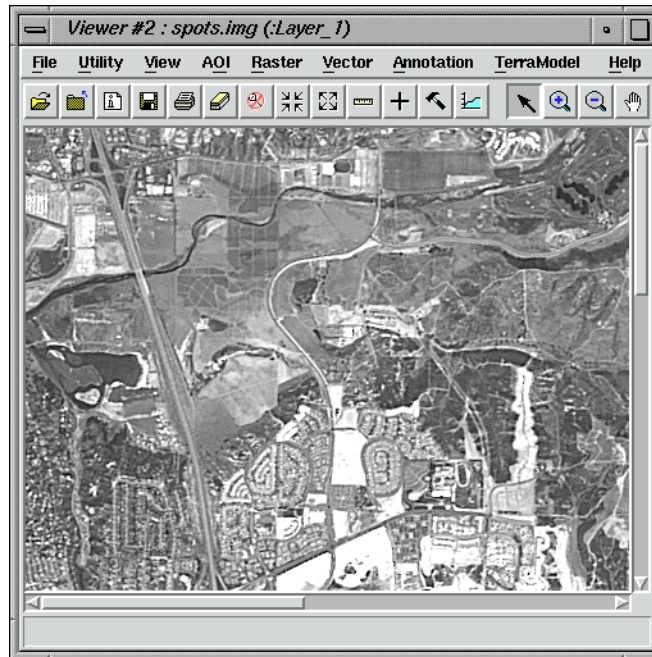 Viewer #2 : spots.img (:Layer_1)
File Utility View AOI Raster Vector Annotation TerraModel Help